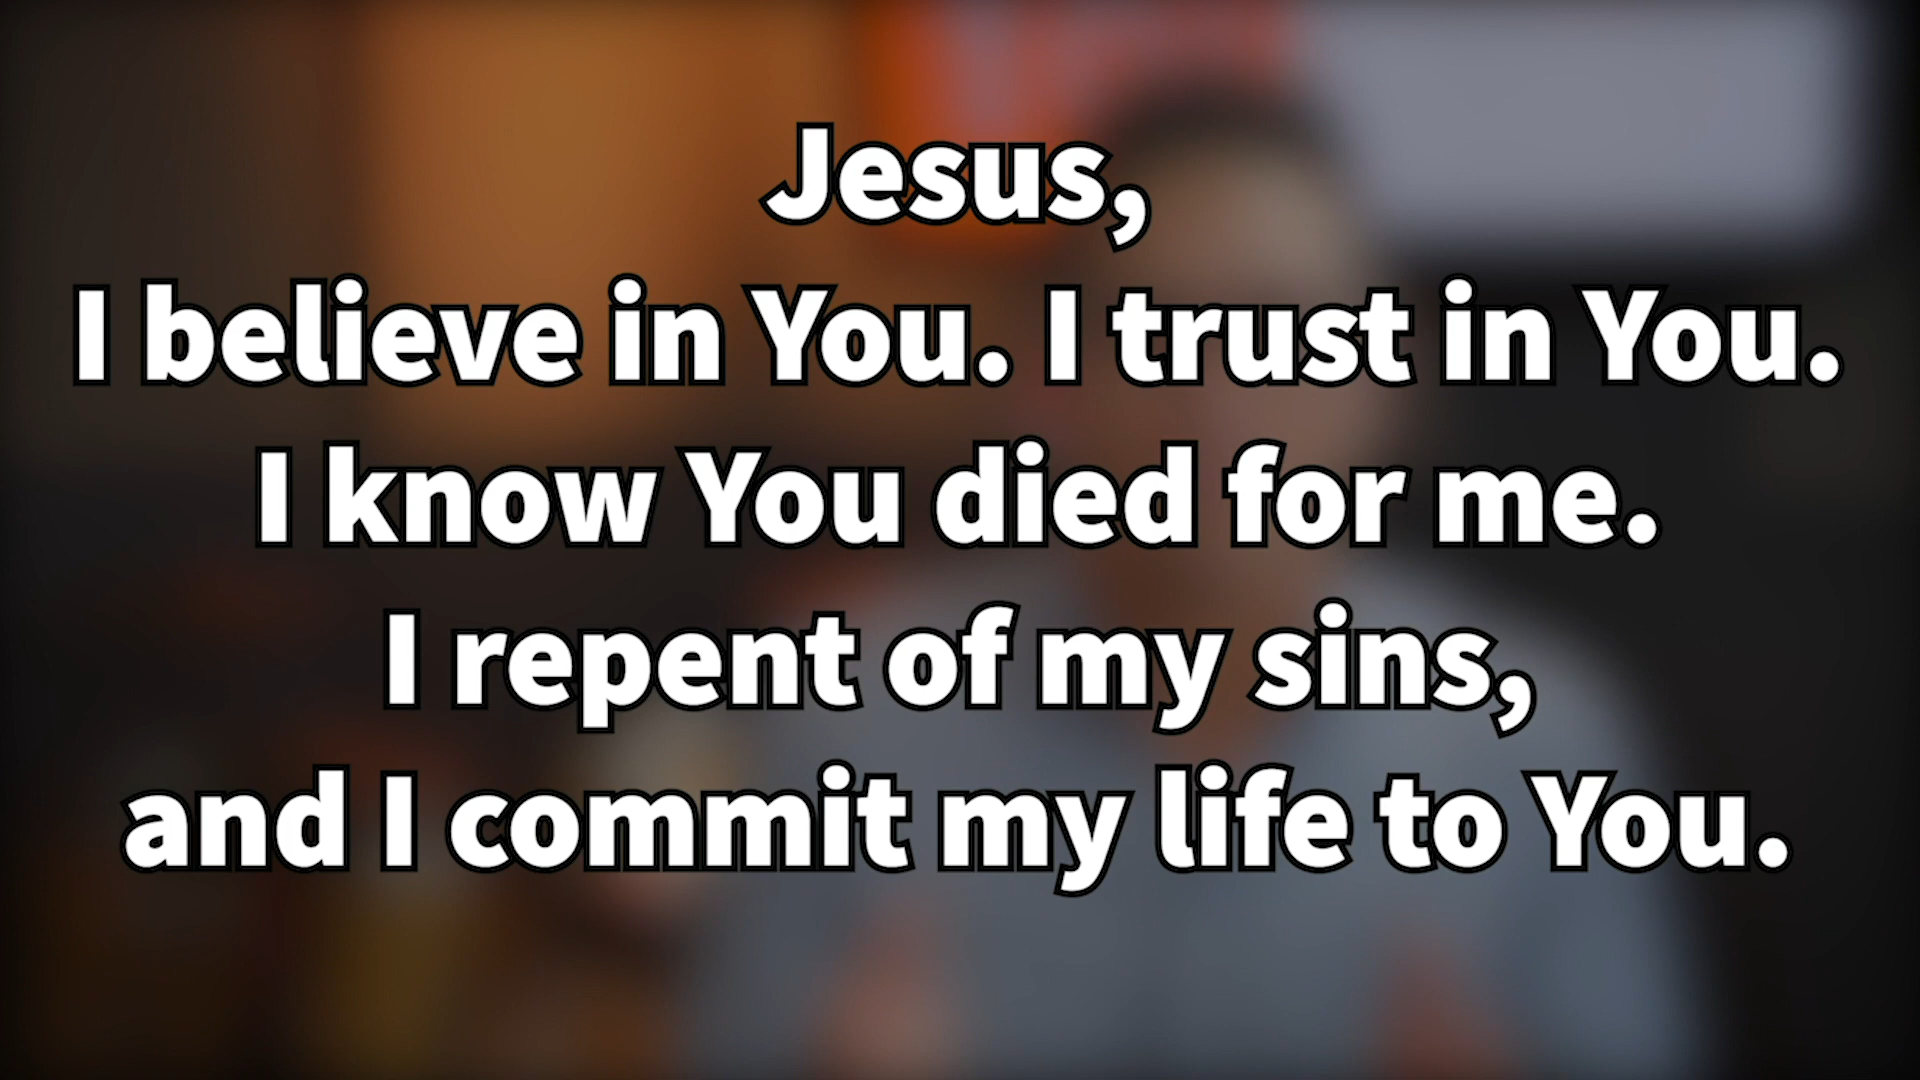 Jesus,
I believe in You. I trust in You.
I know You died for me.
I repent of my sins,
and I commit my life to You.